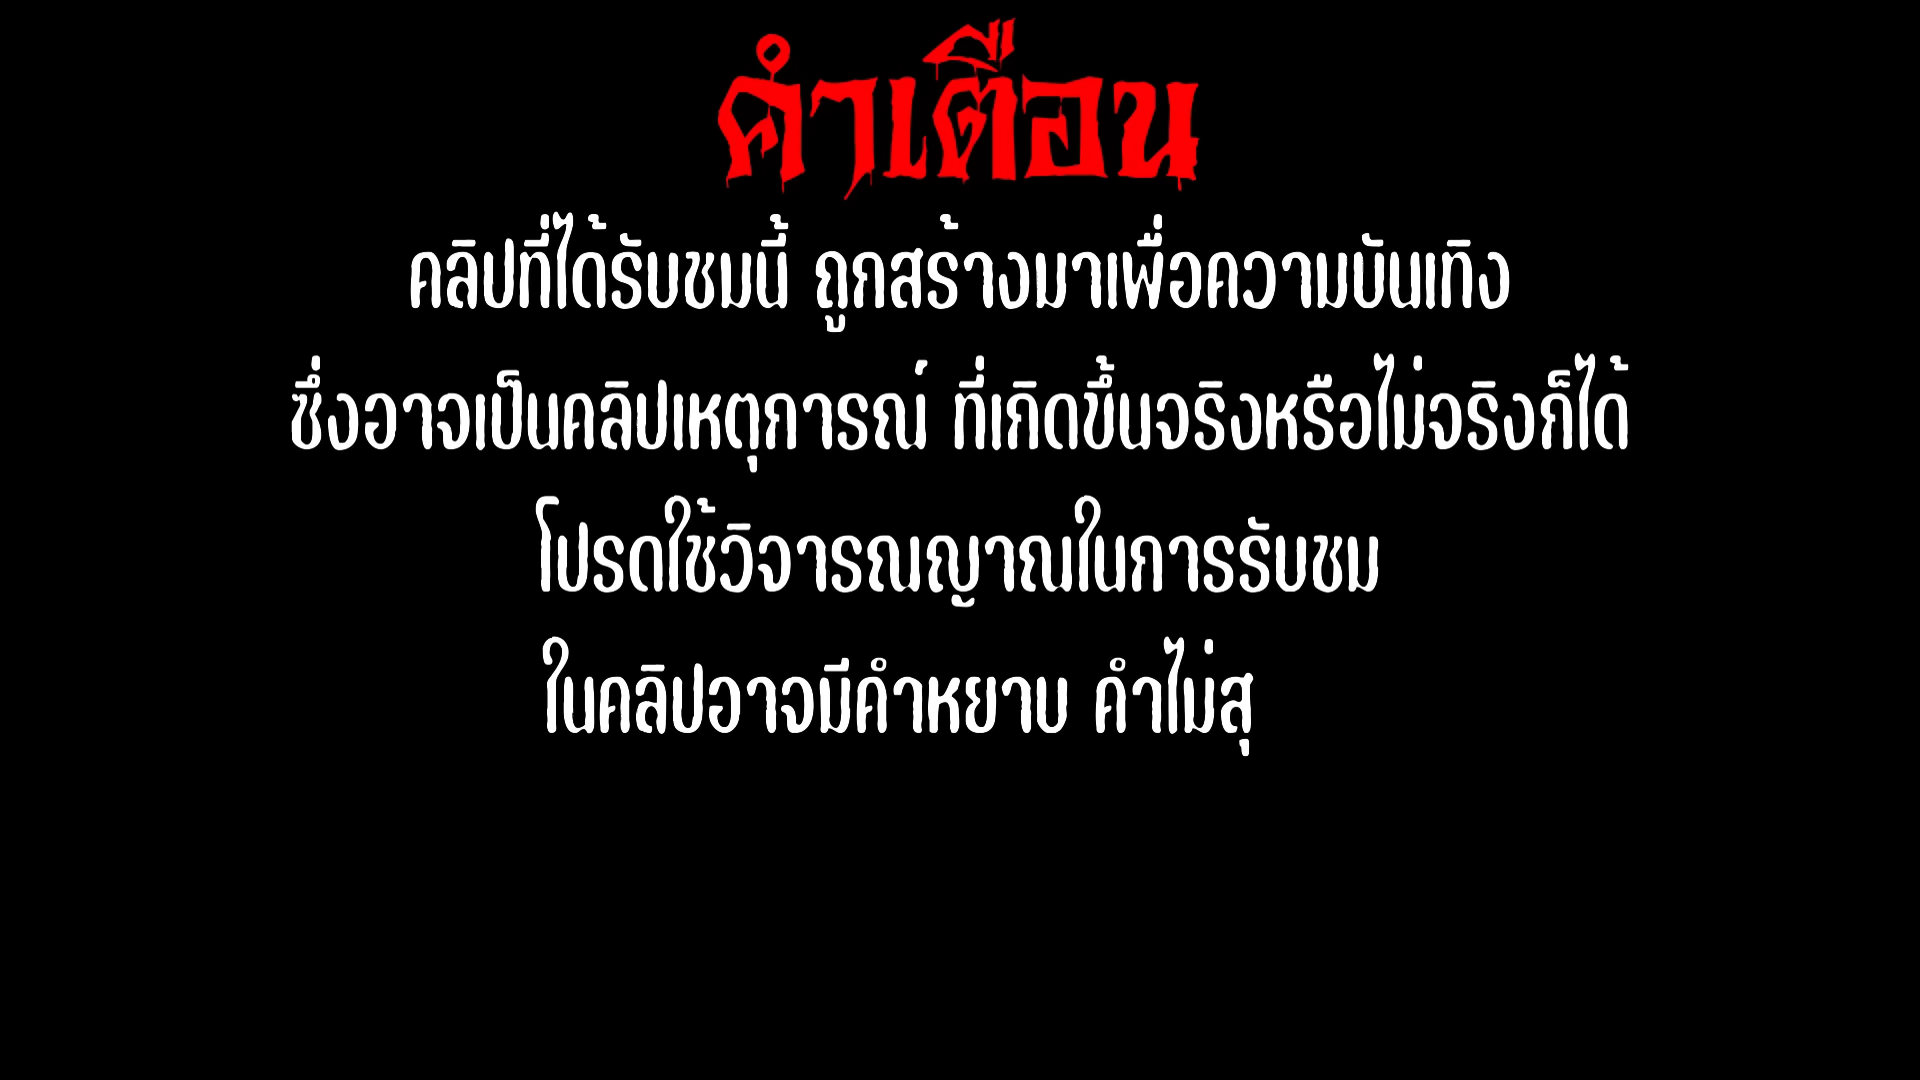 คำเตือน
คลิปที่ได้รับชมนี้ ถูกสร้างมาเพื่อความบันเทิง
ซึ่งอาจเป็นคลิปเหตุการณ์ ที่เกิดขึ้นจริงหรือไม่จริงก็ได้
โปรดใช้วิจารณญาณในการรับชม
ในคลิปอาจมีคำหยาบ คำไม่สุ